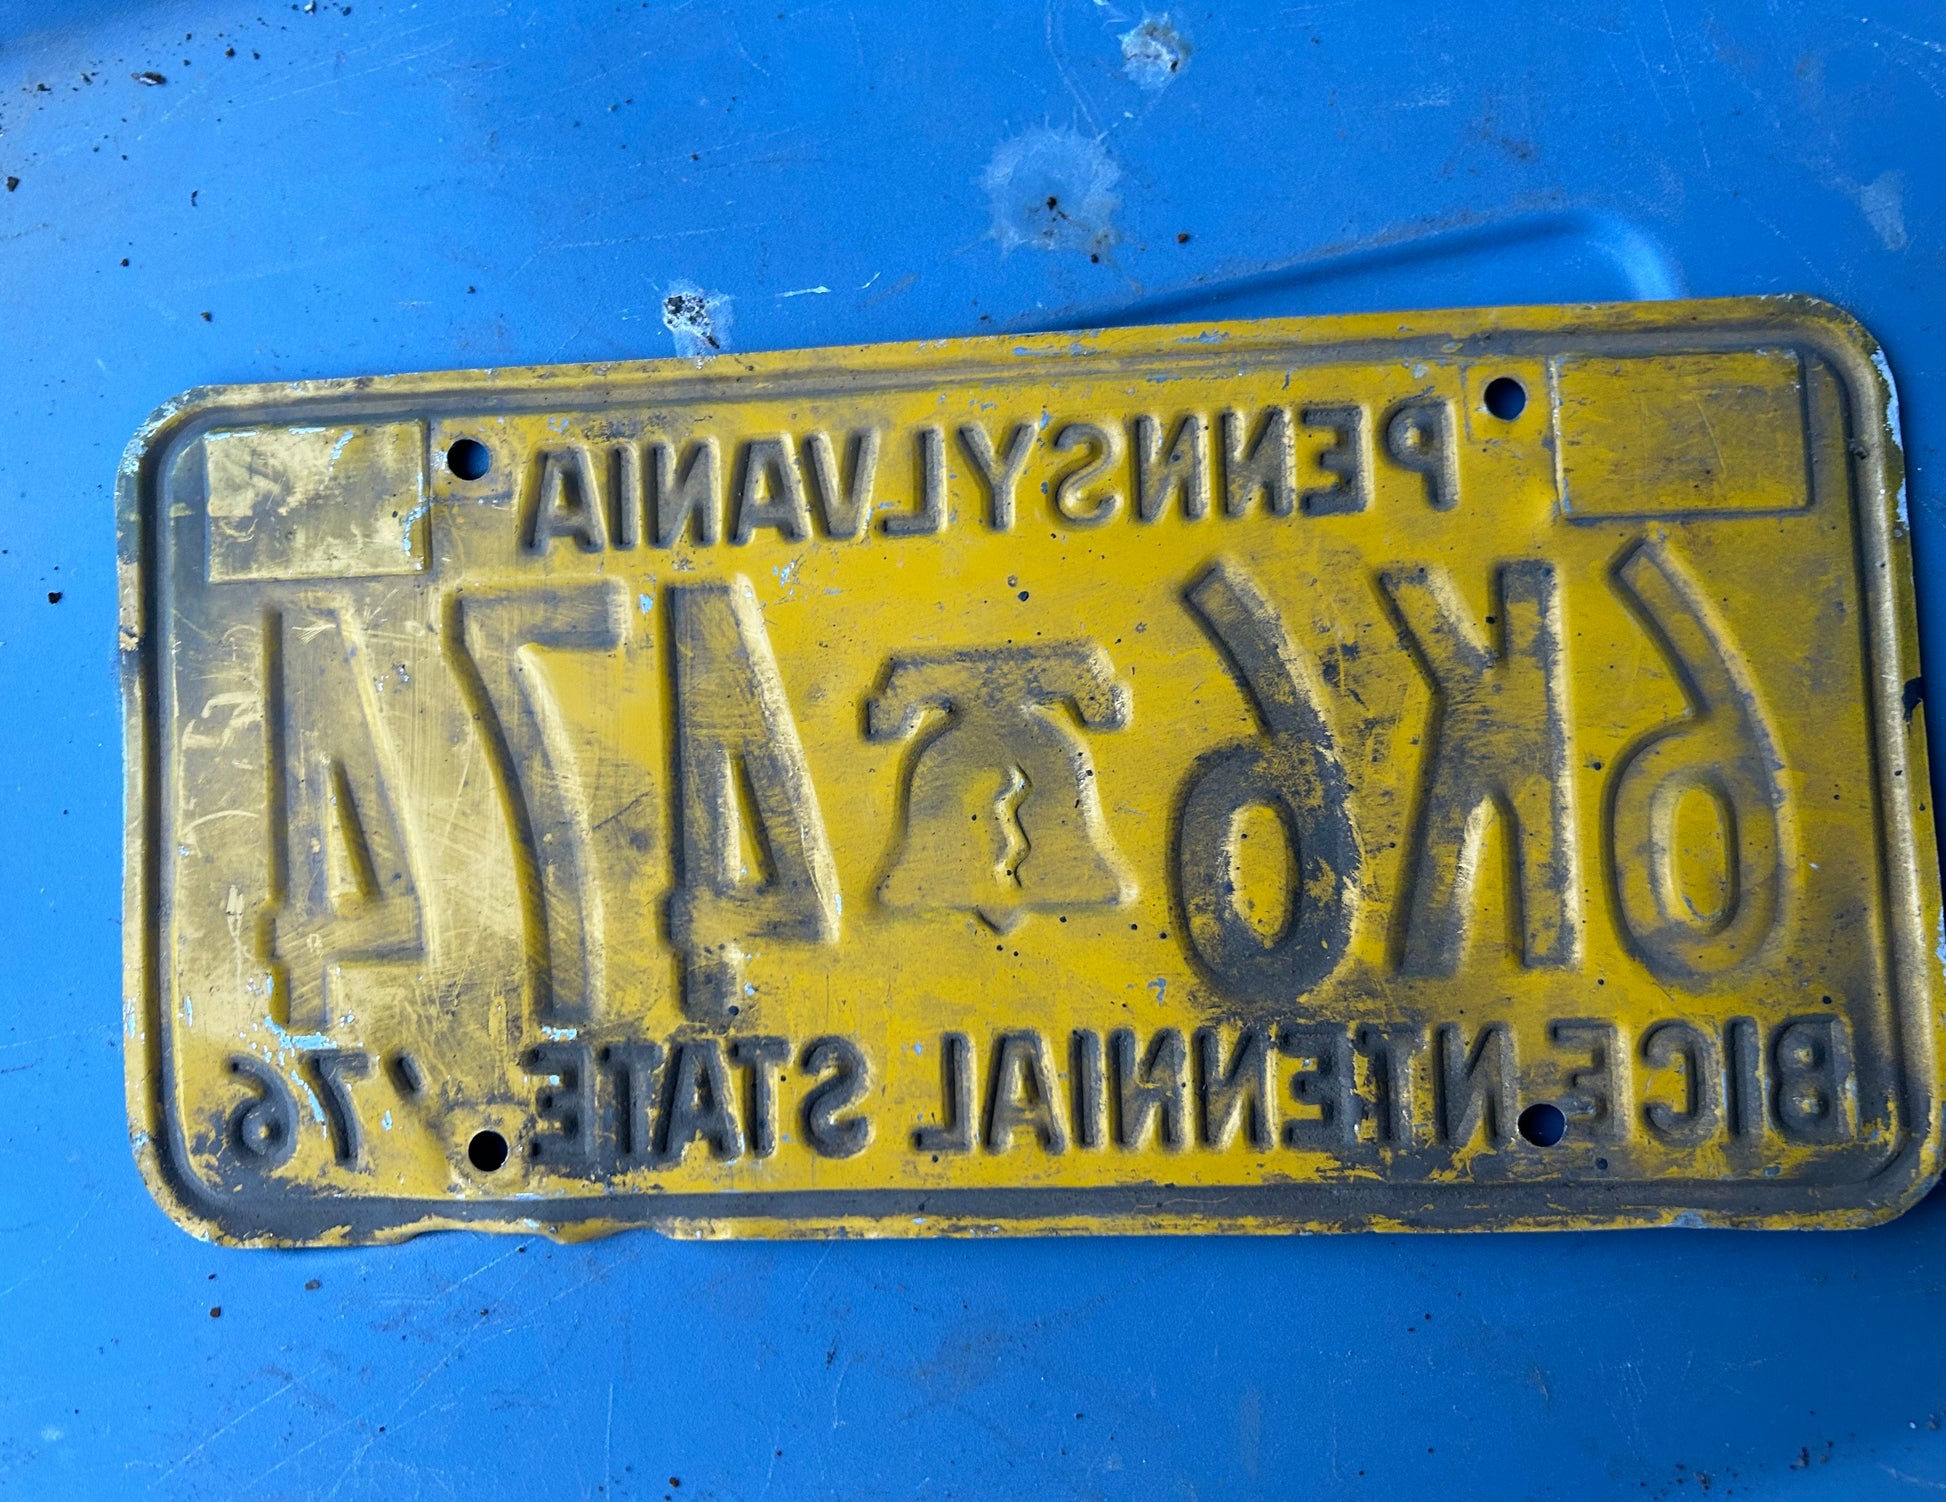 PENNSYLVANIA
6K6 474
BICENTENNIAL STATE '76